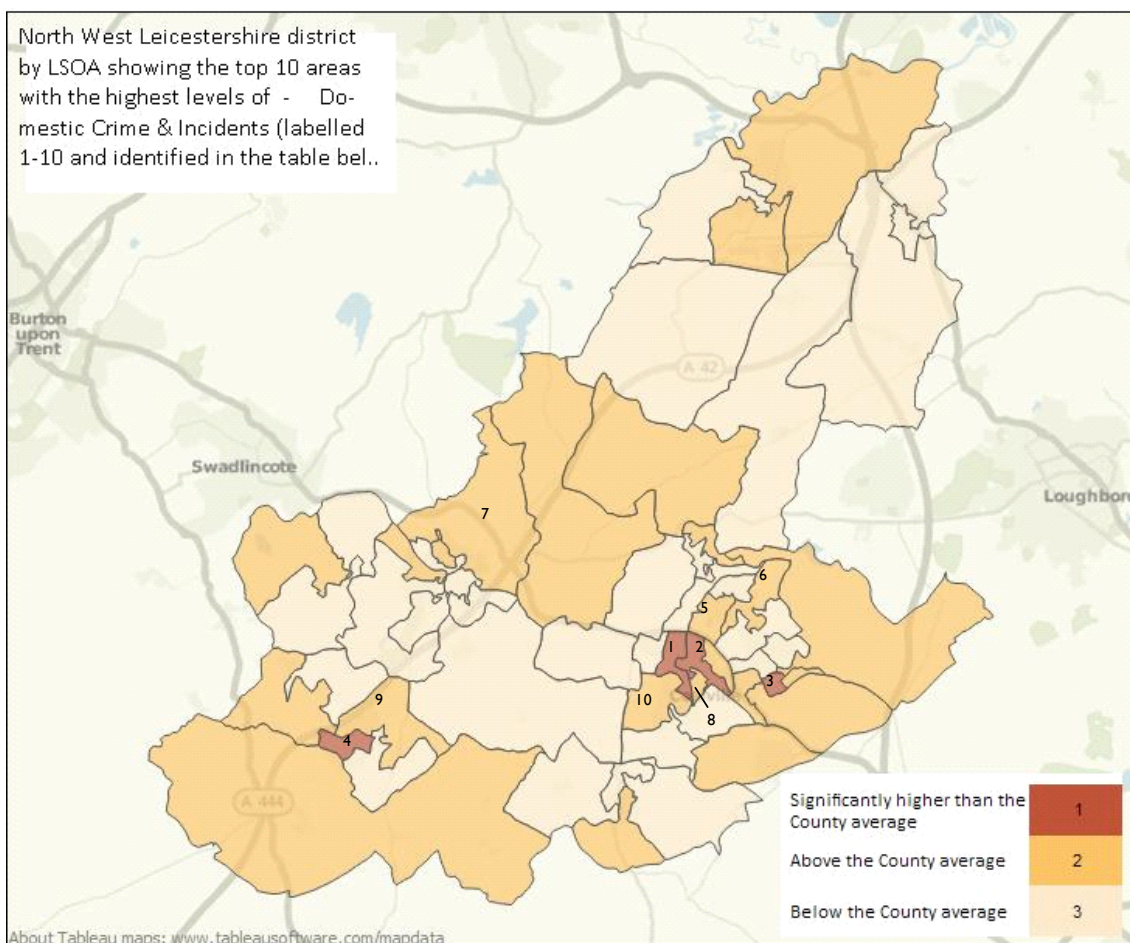 North West Leicestershire district
by LSOA showing the top 10 areas
with the highest levels of - Do-
mestic Crime & Incidents (labelled
1-10 and identified in the table bel..
Burton
upon
Trent
A 42
Swadlincote
Loughbor
7
6
5
1
2
3
10
8
9
4
A 444
Significantly higher than the
County average
1
Above the County average
2
Below the County average
3
About Tableau maps: www.tableausoftware.com/mapdata